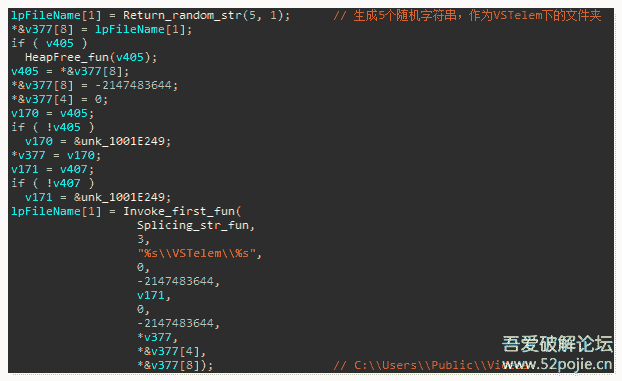 lpFileName[1] = Return_random_str(5, 1); // 生成5个随机字符串，作为VSTelem下的文件夹
*&v377[8] = lpFileName[1];
if ( v405 )
HeapFree_fun(v405);
v405 = *&v377[8];
*&v377[8] = -2147483644;
*&v377[4] = 0;
v170 = v405;
if ( !v405 )
v170 = &unk_1001E249;
*v377 = v170;
v171 = v407;
if ( !v407 )
v171 = &unk_1001E249;
lpFileName[1] = Invoke_first_fun(
Splicing_str_fun,
3,
"%s\\VSTelem\\%s",
0,
-2147483644,
v171,
0,
-2147483644,
*v377,
*&v377[4],
*&v377[8]); // C:\\Users\\Public\\Vi
吾爱破解论坛
www.52pojie.cn